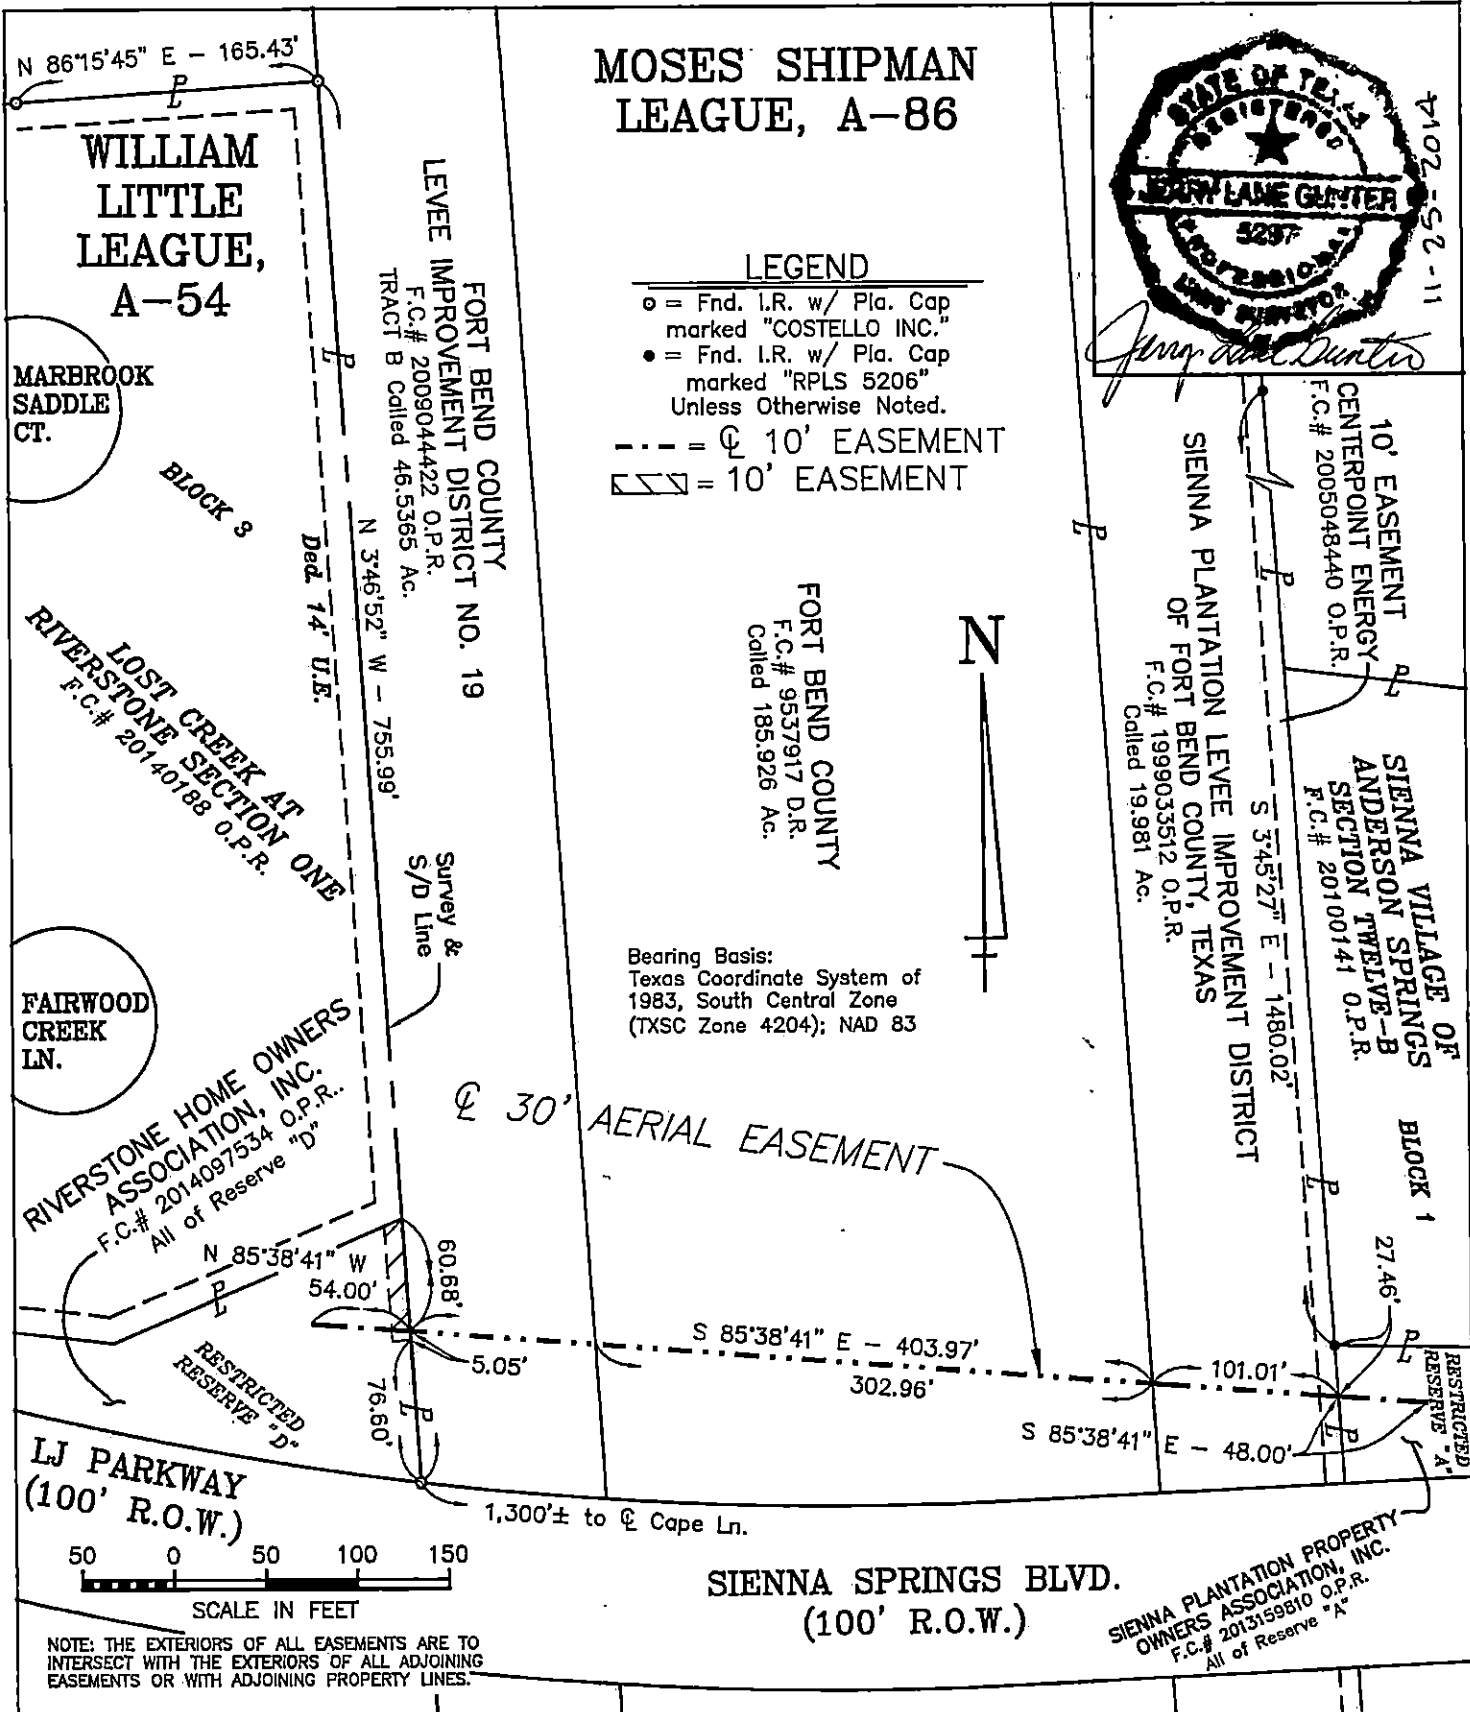 N 86°15'45" E - 165.43'
P/L
WILLIAM
LITTLE
LEAGUE,
A-54
MOSES SHIPMAN
LEAGUE, A-86
STATE OF TEXAS
REGISTERED
JERRY LANE GUNTER
5297
PROFESSIONAL
LAND SURVEYOR
11-25-2014
Jerry Lane Gunter
LEGEND
o = Fnd. I.R. w/ Pla. Cap
marked "COSTELLO INC."
● = Fnd. I.R. w/ Pla. Cap
marked "RPLS 5206"
Unless Otherwise Noted.
= ℄ 10' EASEMENT
= 10' EASEMENT
FORT BEND COUNTY
LEVEE IMPROVEMENT DISTRICT NO. 19
F.C.# 2009044422 O.P.R.
TRACT B Called 46.5365 Ac.
P/L
MARBROOK
SADDLE
CT.
BLOCK 3
Ded. 14' U.E.
N 3°46'52" W - 755.99'
LOST CREEK AT
RIVERSTONE SECTION ONE
F.C.# 20140188 O.P.R.
Survey &
S/D Line
FAIRWOOD
CREEK
LN.
RIVERSTONE HOME OWNERS
ASSOCIATION, INC.
F.C.# 2014097534 O.P.R..
All of Reserve "D"
FORT BEND COUNTY
F.C.# 9537917 D.R.
Called 185.926 Ac.
N
Bearing Basis:
Texas Coordinate System of
1983, South Central Zone
(TXSC Zone 4204); NAD 83
P/L
10' EASEMENT
CENTERPOINT ENERGY
F.C.# 2005048440 O.P.R.
P/L
P/L
SIENNA PLANTATION LEVEE IMPROVEMENT DISTRICT
OF FORT BEND COUNTY, TEXAS
F.C.# 1999033512 O.P.R.
Called 19.981 Ac.
S 3°45'27" E - 1480.02'
SIENNA VILLAGE OF
ANDERSON SPRINGS
SECTION TWELVE-B
F.C.# 20100141 O.P.R.
BLOCK 1
P/L
℄ 30' AERIAL EASEMENT
N 85°38'41" W
54.00'
P/L
60.68'
5.05'
76.60'
P/L
S 85°38'41" E - 403.97'
302.96'
101.01'
27.46'
P/L
S 85°38'41" E - 48.00'
P/L
RESTRICTED
RESERVE "A"
RESTRICTED
RESERVE "D"
LJ PARKWAY
(100' R.O.W.)
1,300'± to ℄ Cape Ln.
50 0 50 100 150
SCALE IN FEET
SIENNA SPRINGS BLVD.
(100' R.O.W.)
SIENNA PLANTATION PROPERTY
OWNERS ASSOCIATION, INC.
F.C.# 2013159810 O.P.R.
All of Reserve "A"
NOTE: THE EXTERIORS OF ALL EASEMENTS ARE TO
INTERSECT WITH THE EXTERIORS OF ALL ADJOINING
EASEMENTS OR WITH ADJOINING PROPERTY LINES.